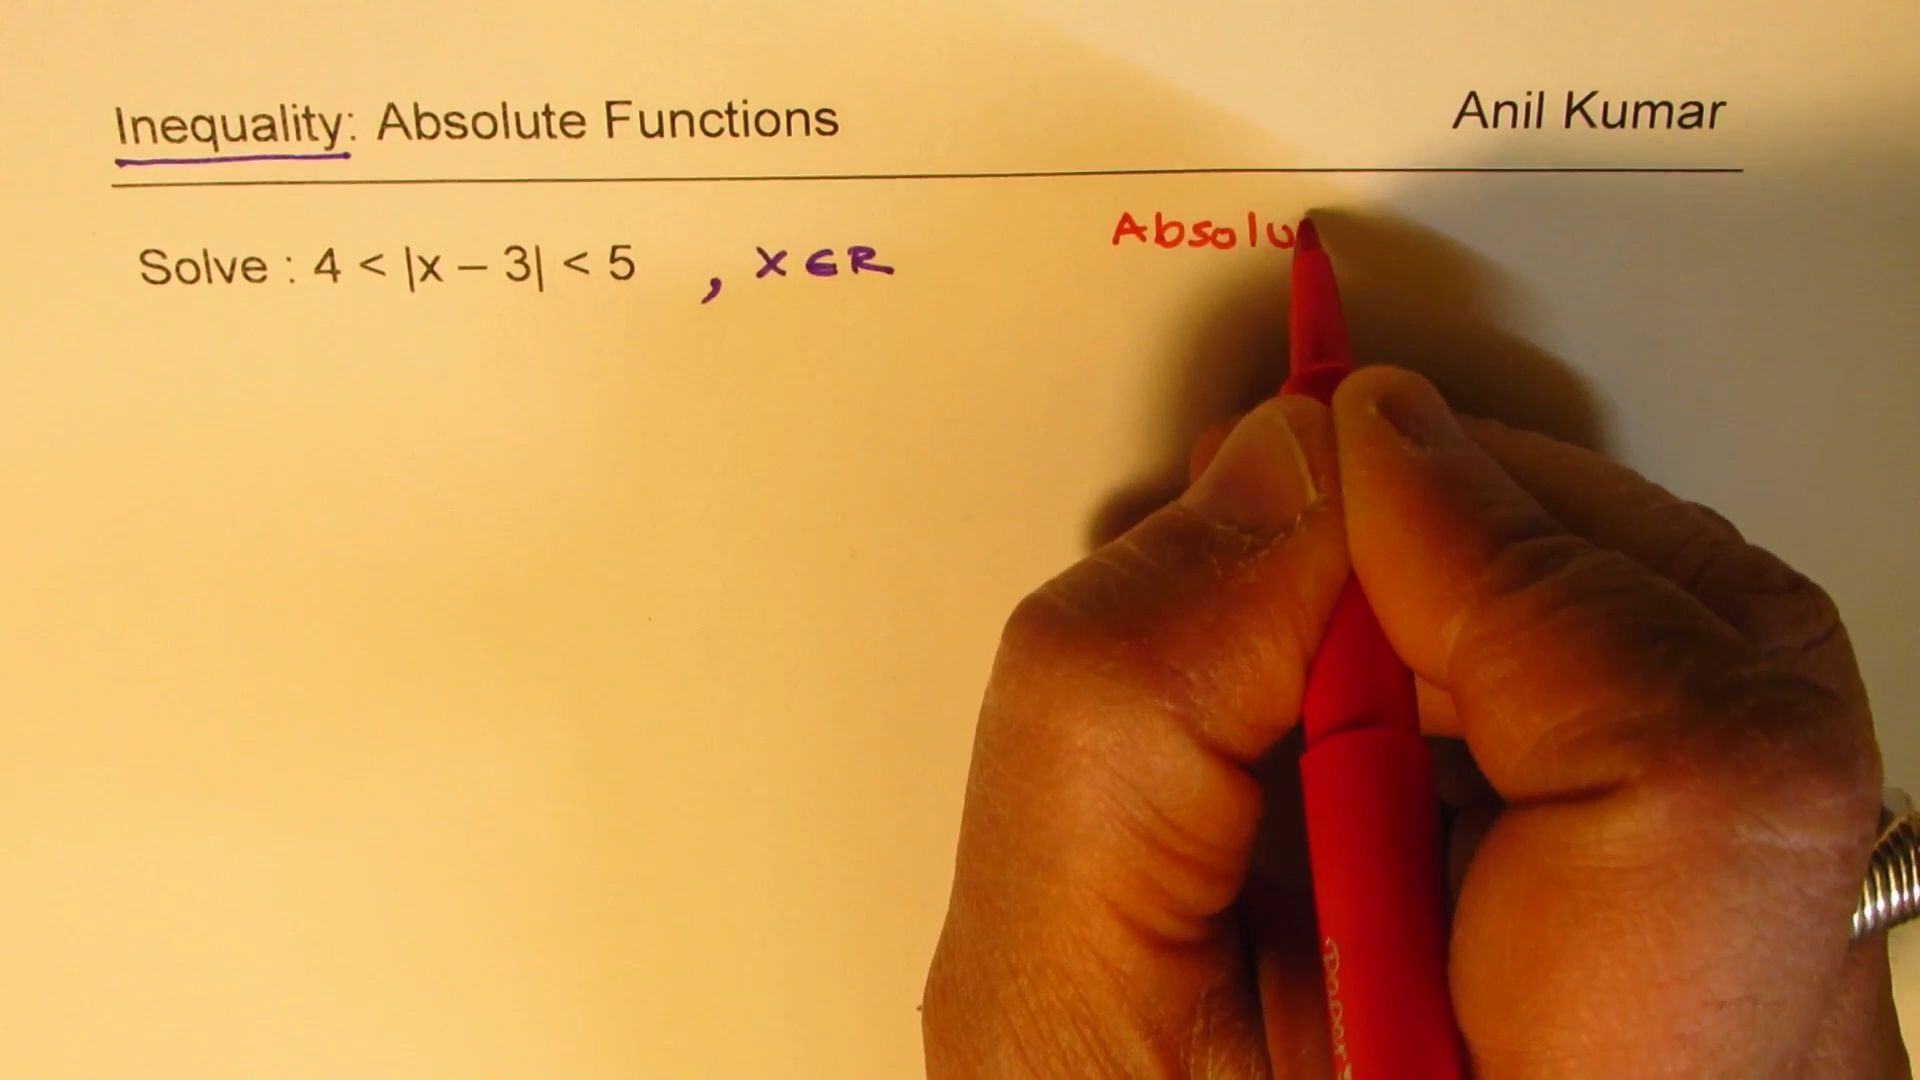 Inequality: Absolute Functions
Anil Kumar
Solve : 4 < |x – 3| < 5 , x ∈ R
Absolu